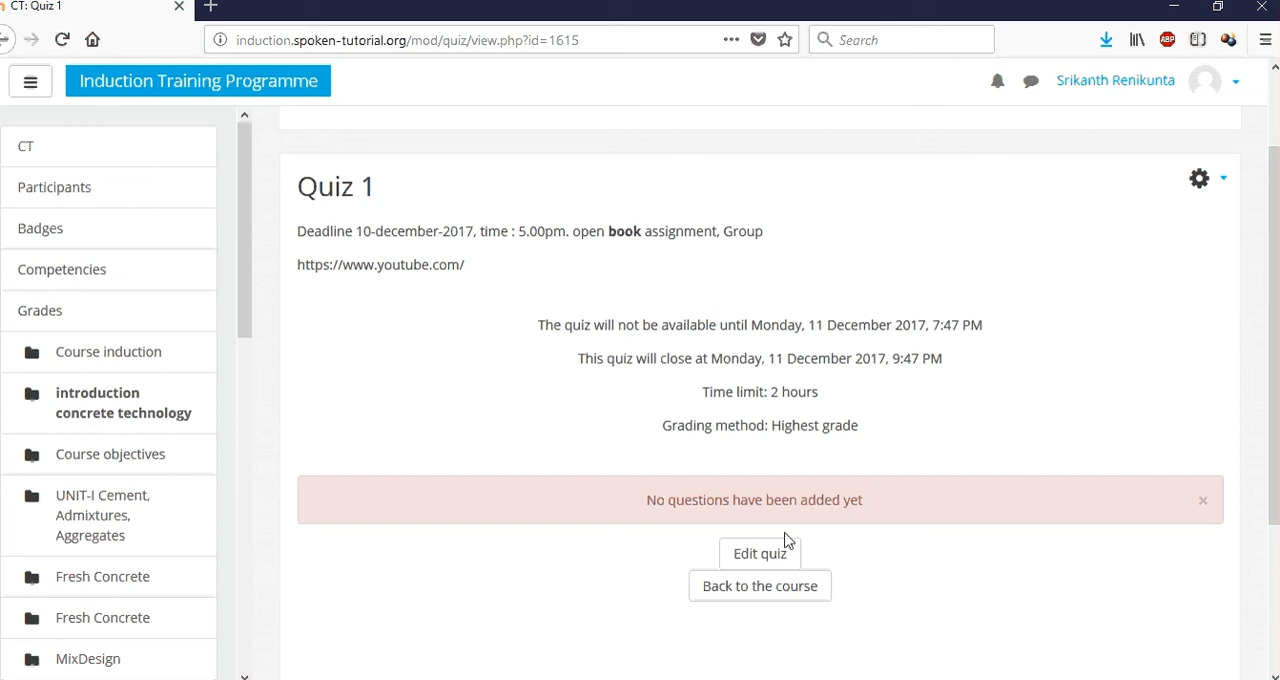 CT: Quiz 1
induction.spoken-tutorial.org/mod/quiz/view.php?id=1615
Search
ABP
Induction Training Programme
Srikanth Renikunta
CT
Participants
Badges
Competencies
Grades
Course induction
introduction
concrete technology
Course objectives
UNIT-I Cement,
Admixtures,
Aggregates
Fresh Concrete
Fresh Concrete
MixDesign
Quiz 1
Deadline 10-december-2017, time : 5.00pm. open book assignment, Group
https://www.youtube.com/
The quiz will not be available until Monday, 11 December 2017, 7:47 PM
This quiz will close at Monday, 11 December 2017, 9:47 PM
Time limit: 2 hours
Grading method: Highest grade
No questions have been added yet
Edit quiz
Back to the course